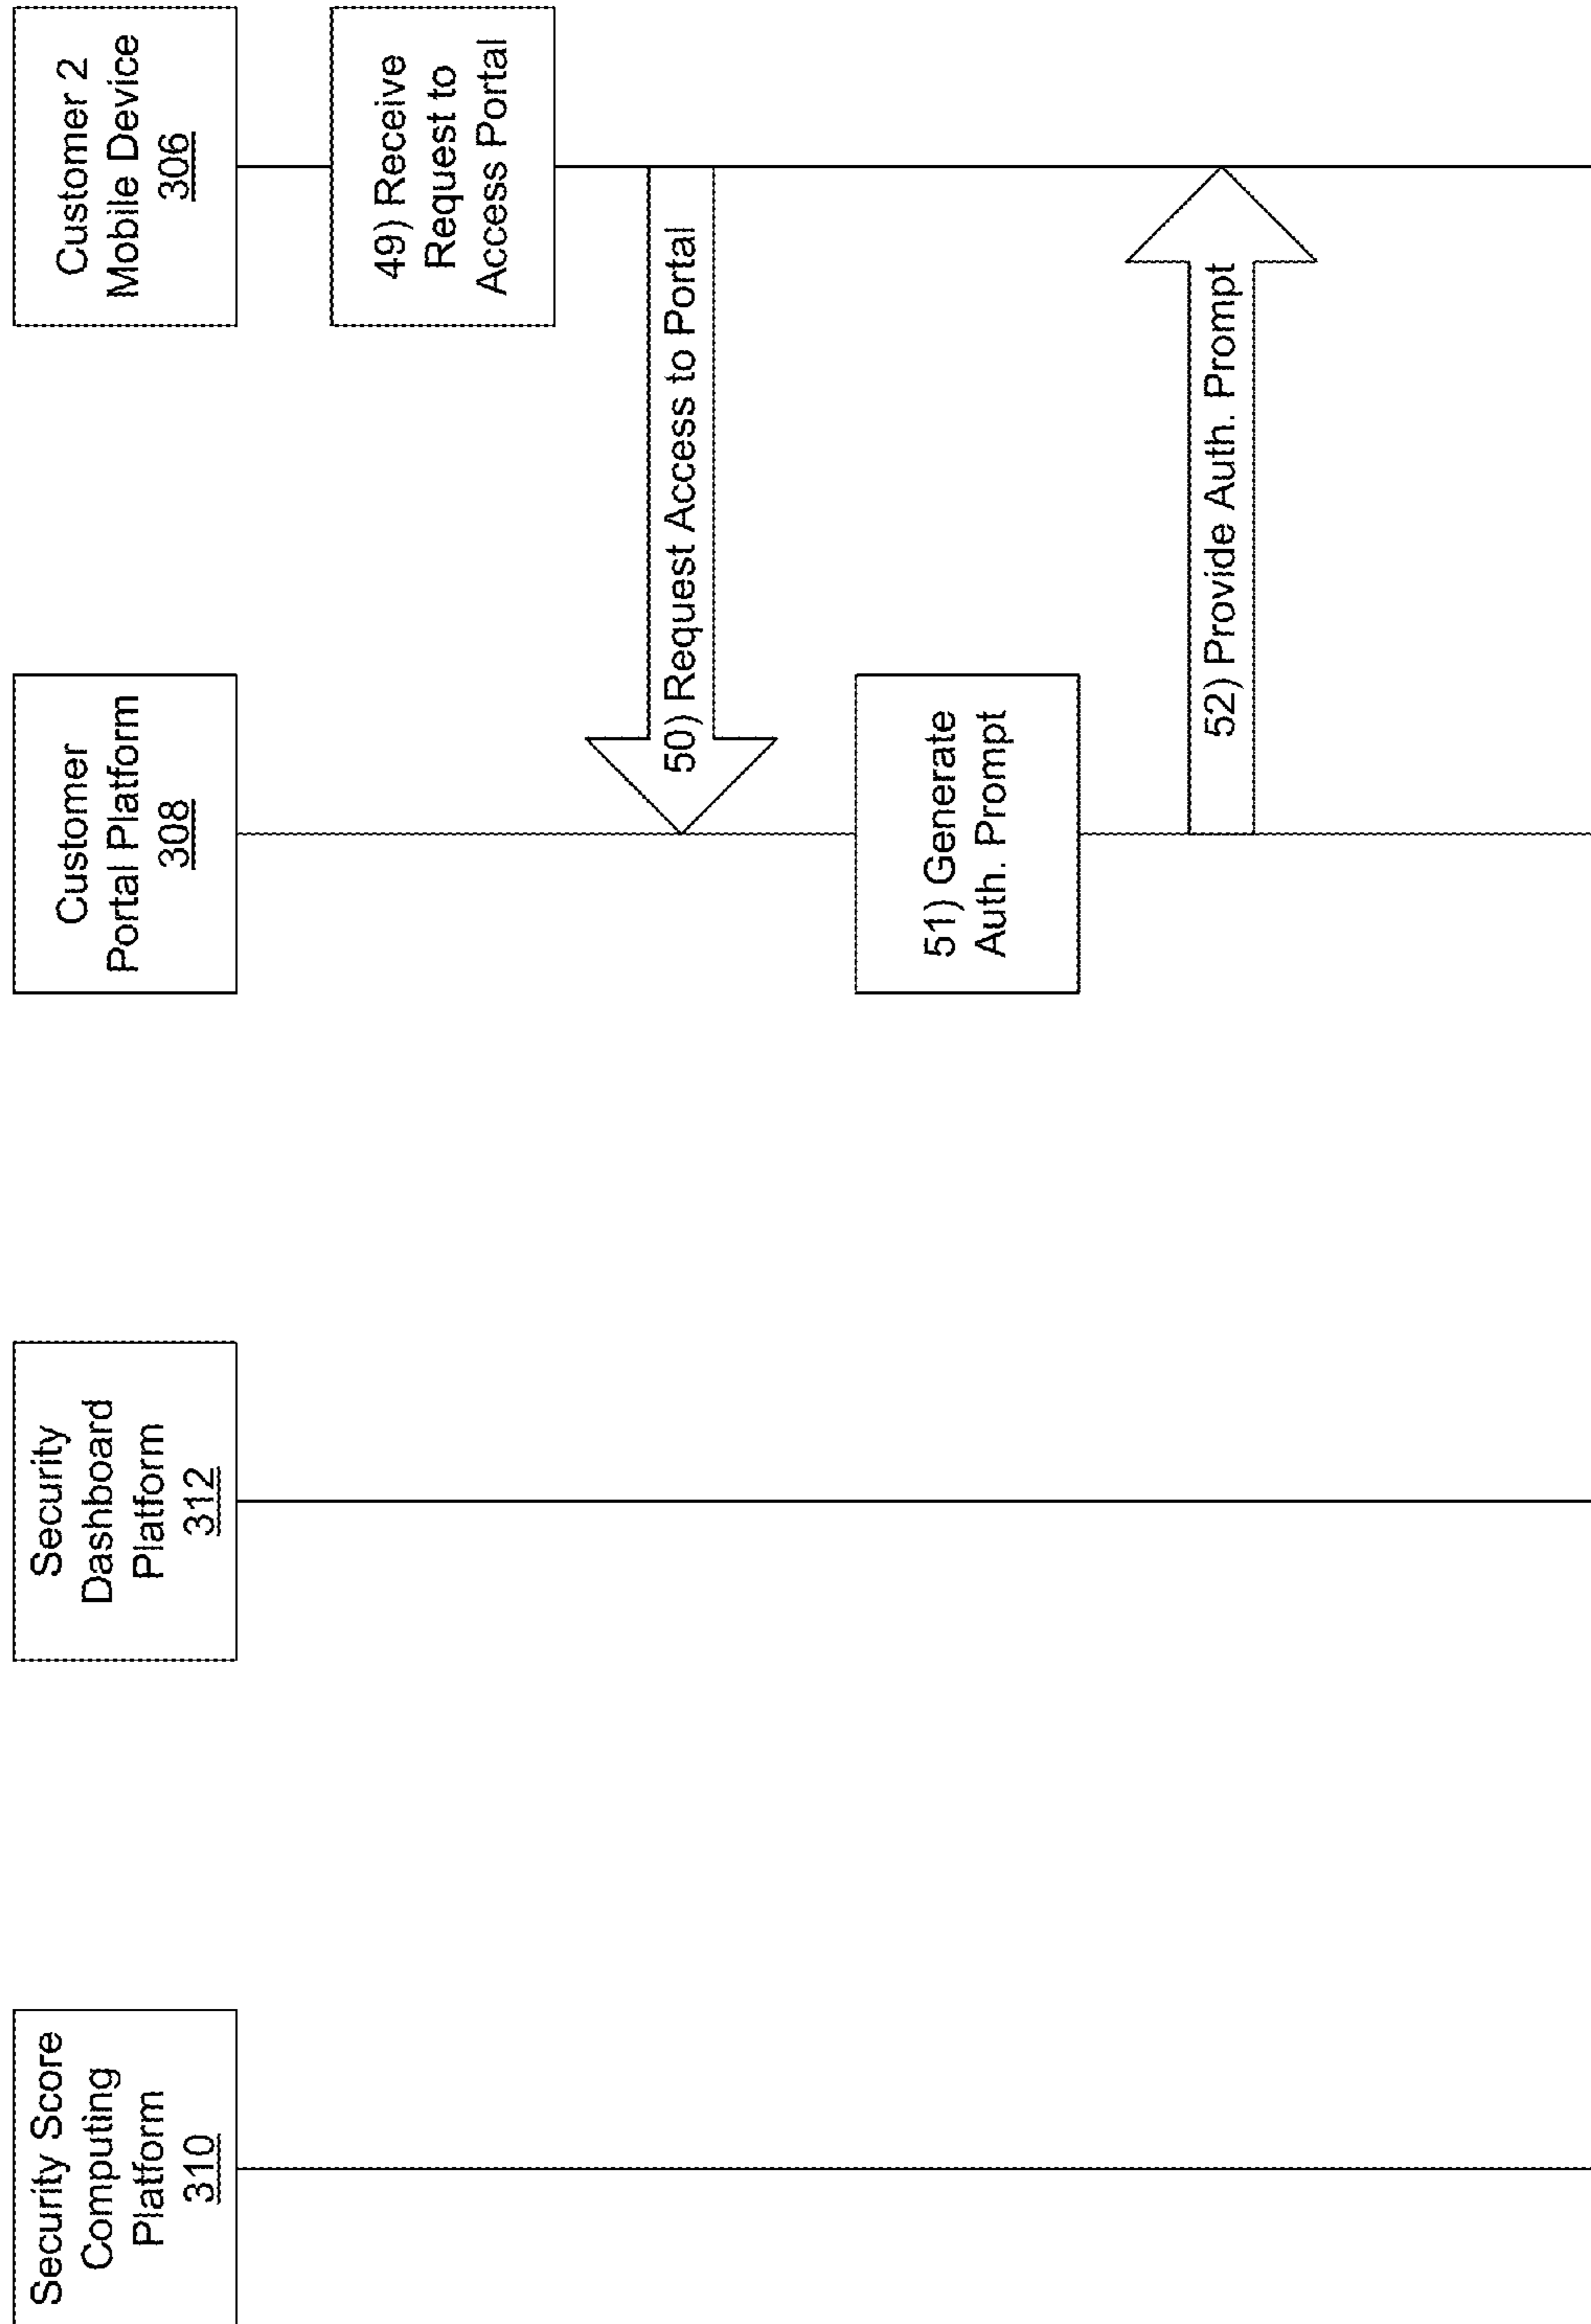 Security Score
Computing
Platform
310
Security
Dashboard
Platform
312
Customer
Portal Platform
308
Customer 2
Mobile Device
306
49) Receive
Request to
Access Portal
50) Request Access to Portal
51) Generate
Auth. Prompt
52) Provide Auth. Prompt